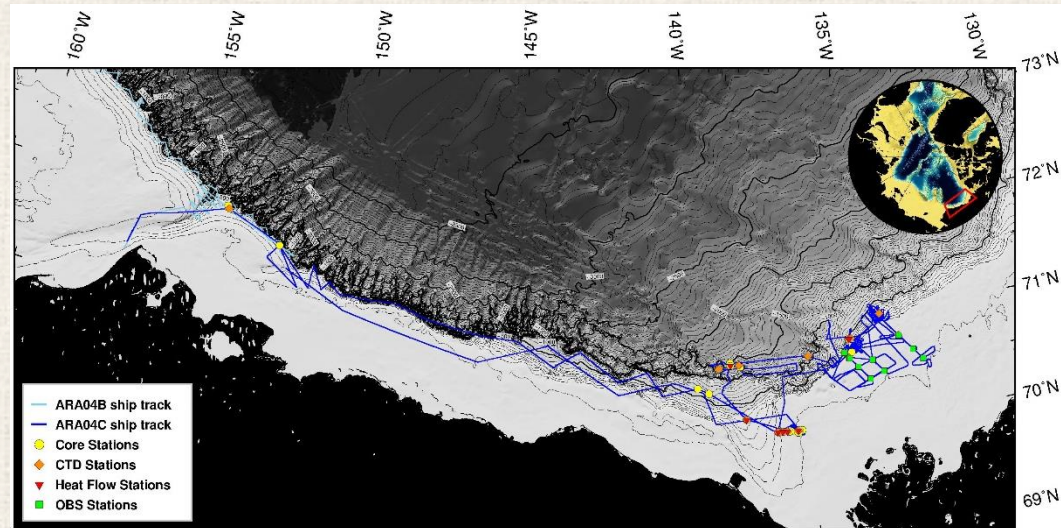 160˚W
155˚W
150˚W
145˚W
140˚W
135˚W
130˚W
73˚N
72˚N
71˚N
70˚N
69˚N
ARA04B ship track
ARA04C ship track
Core Stations
CTD Stations
Heat Flow Stations
OBS Stations